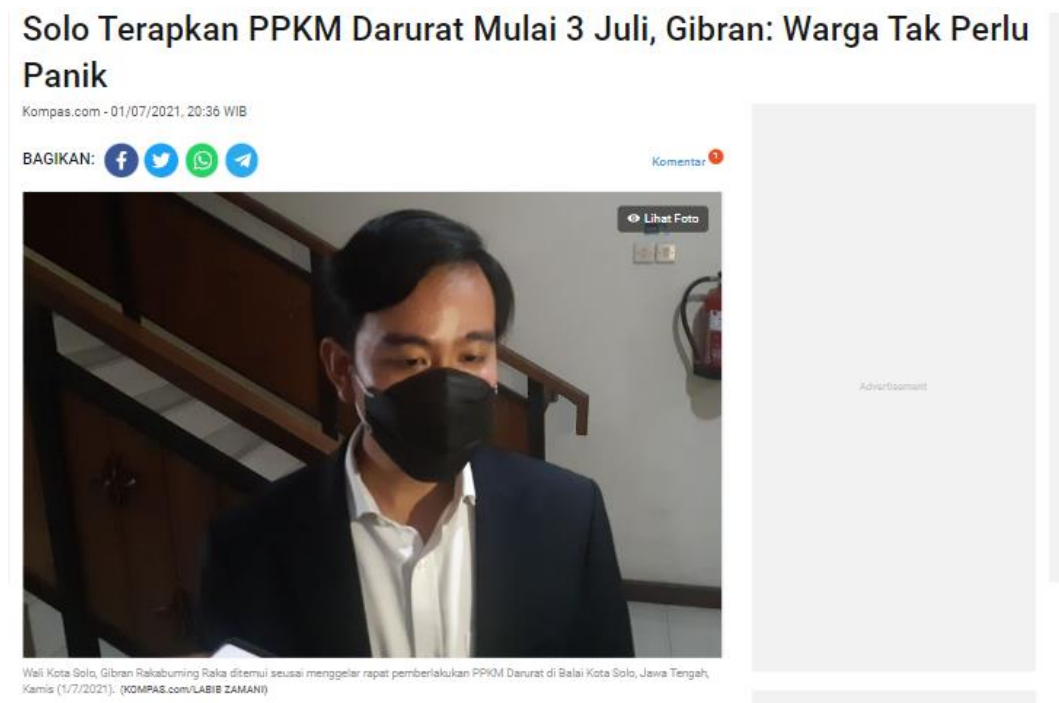 Solo Terapkan PPKM Darurat Mulai 3 Juli, Gibran: Warga Tak Perlu
Panik
Kompas.com - 01/07/2021, 20:36 WIB
BAGIKAN:
Komentar 1
Lihat Foto
Advertisement
Wali Kota Solo, Gibran Rakabuming Raka ditemui seusai menggelar rapat pemberlakukan PPKM Darurat di Balai Kota Solo, Jawa Tengah,
Kamis (1/7/2021). (KOMPAS.com/LABIB ZAMANI)